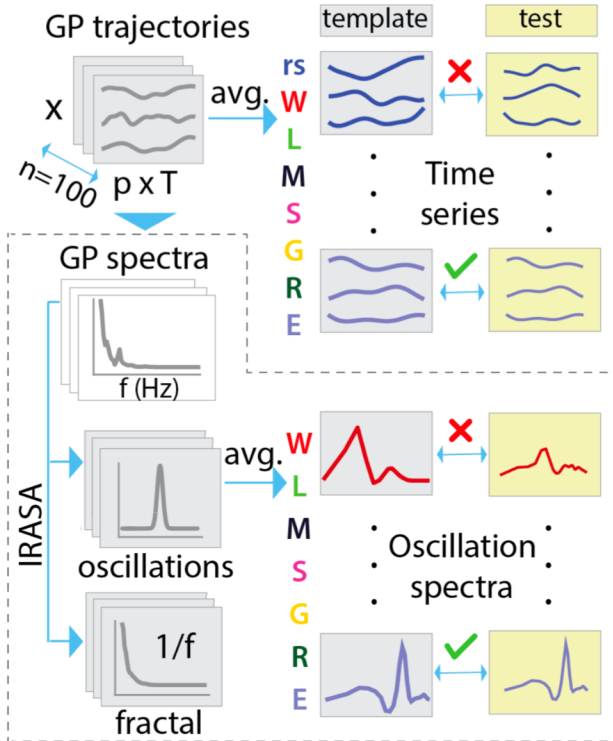 GP trajectories
template
test
x
n=100
p x T
avg.
rs
W
L
M
S
G
R
E
Time
series
GP spectra
f (Hz)
IRASA
oscillations
1/f
fractal
avg.
W
L
M
S
G
R
E
Oscillation
spectra